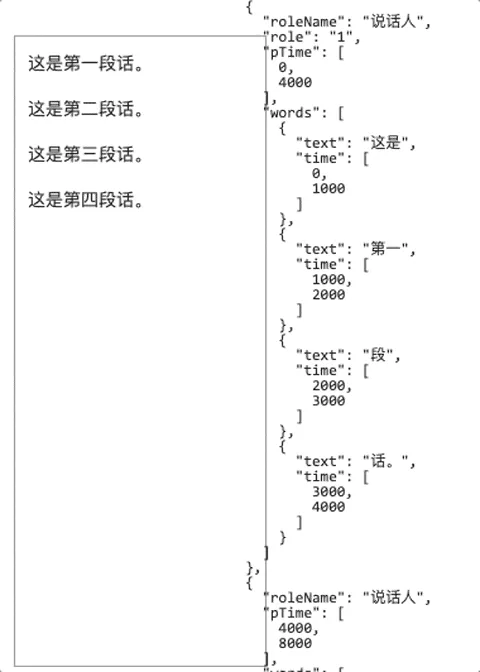 这是第一段话。
这是第二段话。
这是第三段话。
这是第四段话。
{
"roleName": "说话人",
"role": "1",
"pTime": [
0,
4000
],
"words": [
{
"text": "这是",
"time": [
0,
1000
]
},
{
"text": "第一",
"time": [
1000,
2000
]
},
{
"text": "段",
"time": [
2000,
3000
]
},
{
"text": "话。",
"time": [
3000,
4000
]
}
]
},
{
"roleName": "说话人",
"pTime": [
4000,
8000
],
"words": [